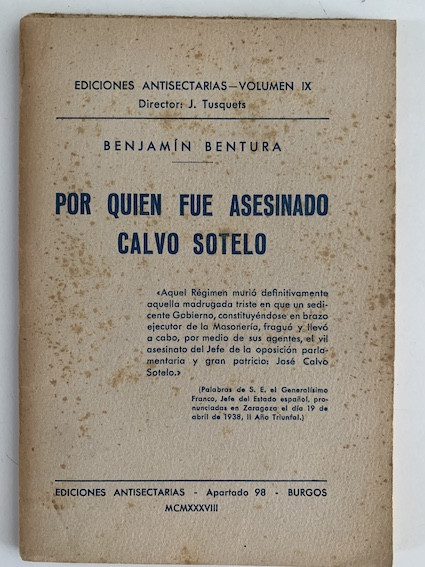 EDICIONES ANTISECTARIAS—VOLUMEN IX
Director: J. Tusquets
BENJAMÍN BENTURA
POR QUIEN FUE ASESINADO
CALVO SOTELO
«Aquel Régimen murió definitivamente
aquella madrugada triste en que un sedi-
cente Gobierno, constituyéndose en brazo
ejecutor de la Masonería, fraguó y llevó
a cabo, por medio de sus agentes, el vil
asesinato del Jefe de la oposición parla-
mentaria y gran patricio: José Calvo
Sotelo.»
(Palabras de S. E. el Generalísimo
Franco, Jefe del Estado español, pro-
nunciadas en Zaragoza el día 19 de
abril de 1938, II Año Triunfal.)
EDICIONES ANTISECTARIAS - Apartado 98 - BURGOS
MCMXXXVIII